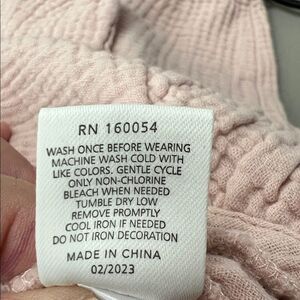 RN 160054
WASH ONCE BEFORE WEARING
MACHINE WASH COLD WITH
LIKE COLORS. GENTLE CYCLE
ONLY NON-CHLORINE
BLEACH WHEN NEEDED
TUMBLE DRY LOW
REMOVE PROMPTLY
COOL IRON IF NEEDED
DO NOT IRON DECORATION
MADE IN CHINA
02/2023